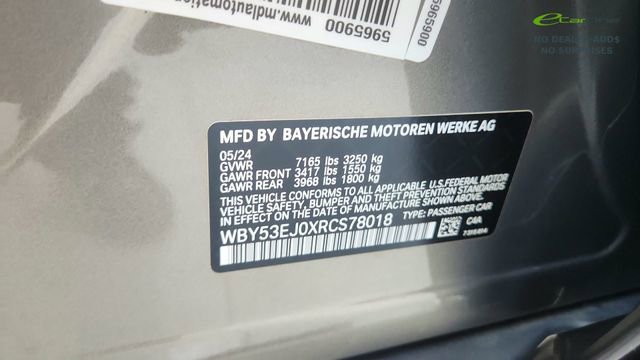 www.mdlautomation
5965900
5965900
eCarOne
NO DEALER-ADDS
NO SURPRISES
MFD BY BAYERISCHE MOTOREN WERKE AG
05/24
GVWR 7165 lbs 3250 kg
GAWR FRONT 3417 lbs 1550 kg
GAWR REAR 3968 lbs 1800 kg
THIS VEHICLE CONFORMS TO ALL APPLICABLE U.S.FEDERAL MOTOR
VEHICLE SAFETY, BUMPER, AND THEFT PREVENTION STANDARDS
IN EFFECT ON THE DATE OF MANUFACTURE SHOWN ABOVE.
WBY53EJ0XRCS78018 TYPE: PASSENGER CAR
C4A